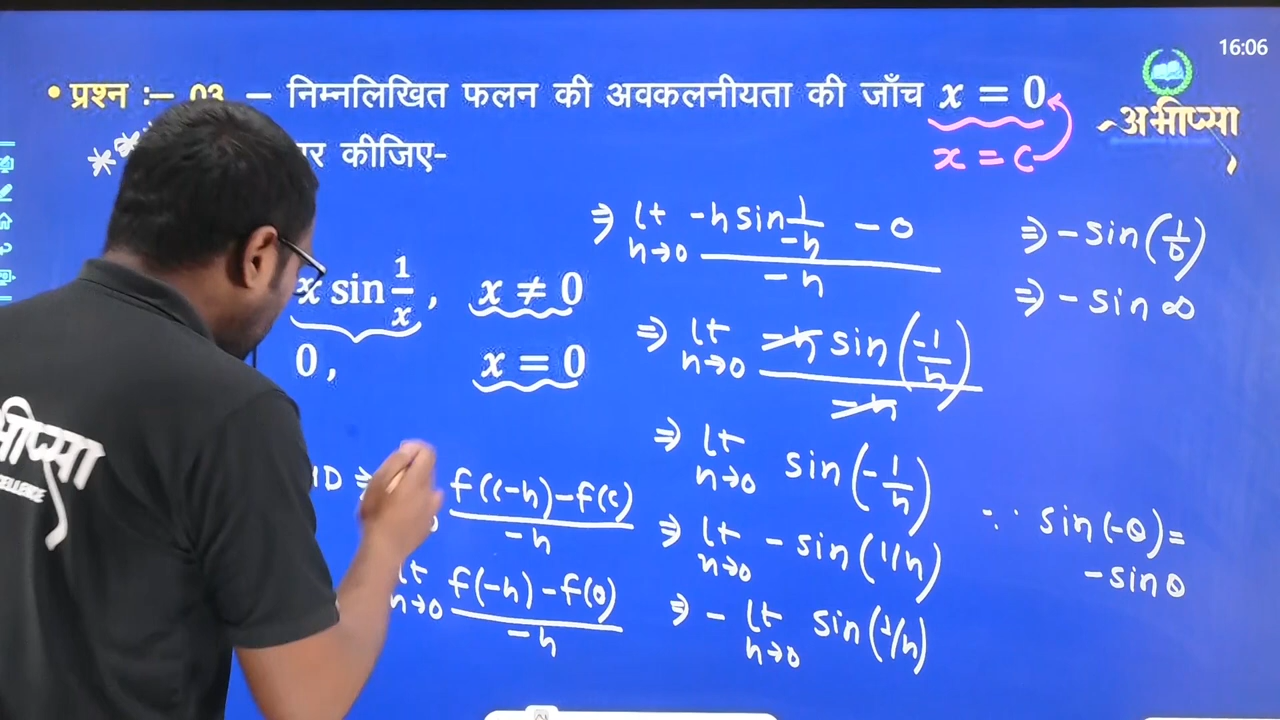 16:06
• प्रश्न :– 03 – निम्नलिखित फलन की अवकलनीयता की जाँच x = 0
x = c
पर कीजिए-
अभीप्सा
x sin 1/x , x ≠ 0
0 , x = 0
f(c-h)-f(c) / -h
lt h→0 f(-h)-f(0) / -h
⇒ lt h→0 -h sin 1/-h - 0 / -h
⇒ lt h→0 -h sin (-1/h) / -h
⇒ lt h→0 sin (-1/h)
⇒ lt h→0 - sin (1/h)
⇒ - lt h→0 sin (1/h)
⇒ - sin (1/0)
⇒ - sin ∞
∵ sin (-θ) =
- sin θ